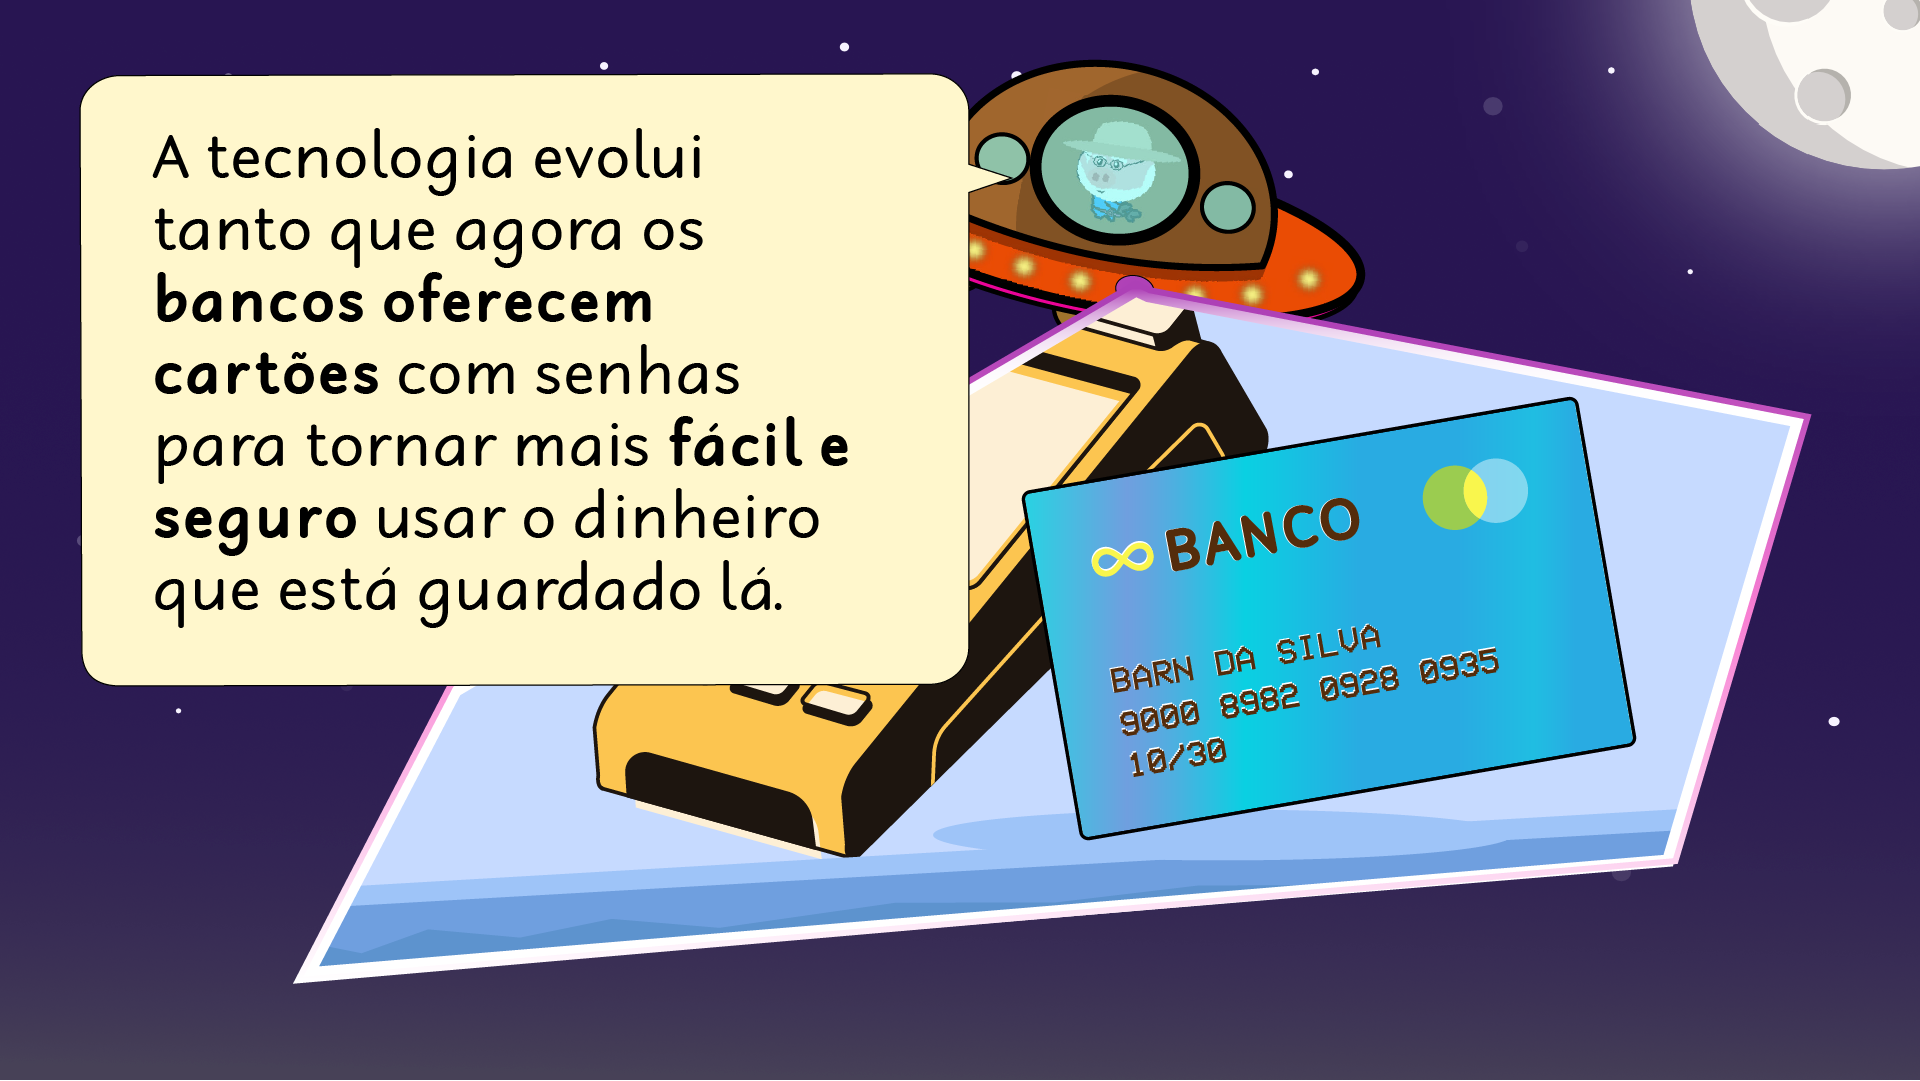 A tecnologia evolui
tanto que agora os
bancos oferecem
cartões com senhas
para tornar mais fácil e
seguro usar o dinheiro
que está guardado lá.
BANCO
BARN DA SILVA
9000 8982 0928 0935
10/30